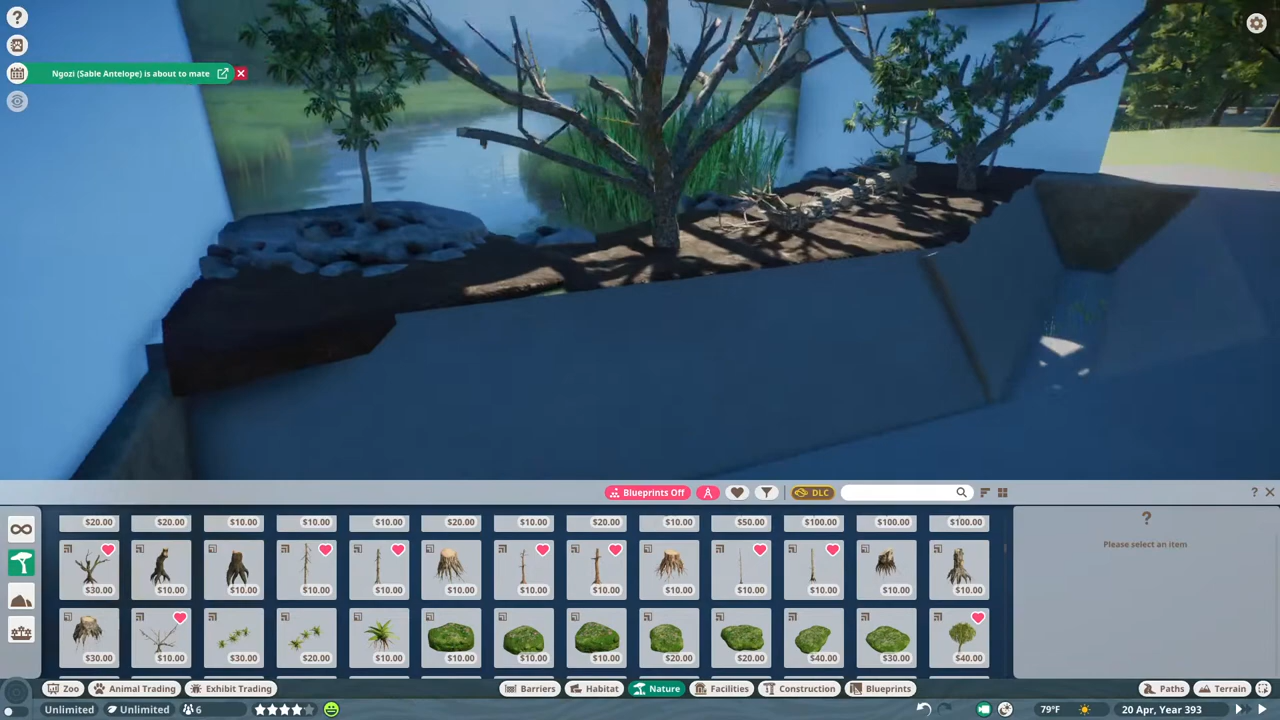 ?
Ngozi (Sable Antelope) is about to mate
Blueprints Off
DLC
?
$20.00 $20.00 $10.00 $10.00 $10.00 $20.00 $10.00 $20.00 $10.00 $50.00 $100.00 $100.00 $100.00
?
Please select an item
$30.00 $10.00 $10.00 $10.00 $10.00 $10.00 $10.00 $10.00 $10.00 $10.00 $10.00 $10.00 $10.00
$30.00 $10.00 $30.00 $20.00 $10.00 $10.00 $10.00 $10.00 $20.00 $20.00 $40.00 $30.00 $40.00
Zoo Animal Trading Exhibit Trading Barriers Habitat Nature Facilities Construction Blueprints Paths Terrain
Unlimited Unlimited 6 79°F 20 Apr, Year 393